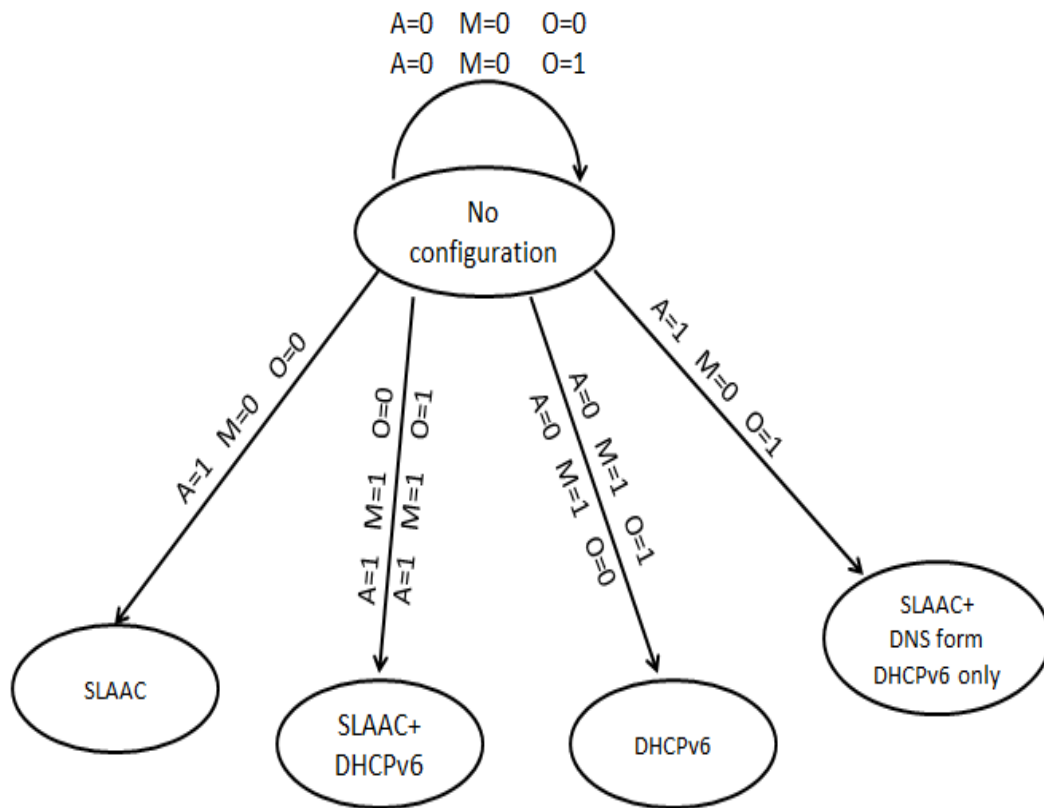 A=0 M=0 O=0
A=0 M=0 O=1
No
configuration
A=1 M=0 O=0
A=1 M=1 O=0
A=1 M=1 O=1
A=0 M=1 O=1
A=0 M=1 O=0
A=1 M=0 O=1
SLAAC
SLAAC+
DHCPv6
DHCPv6
SLAAC+
DNS form
DHCPv6 only